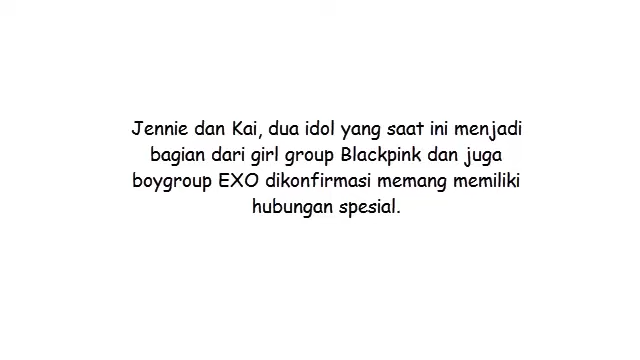 Jennie dan Kai, dua idol yang saat ini menjadi
bagian dari girl group Blackpink dan juga
boygroup EXO dikonfirmasi memang memiliki
hubungan spesial.